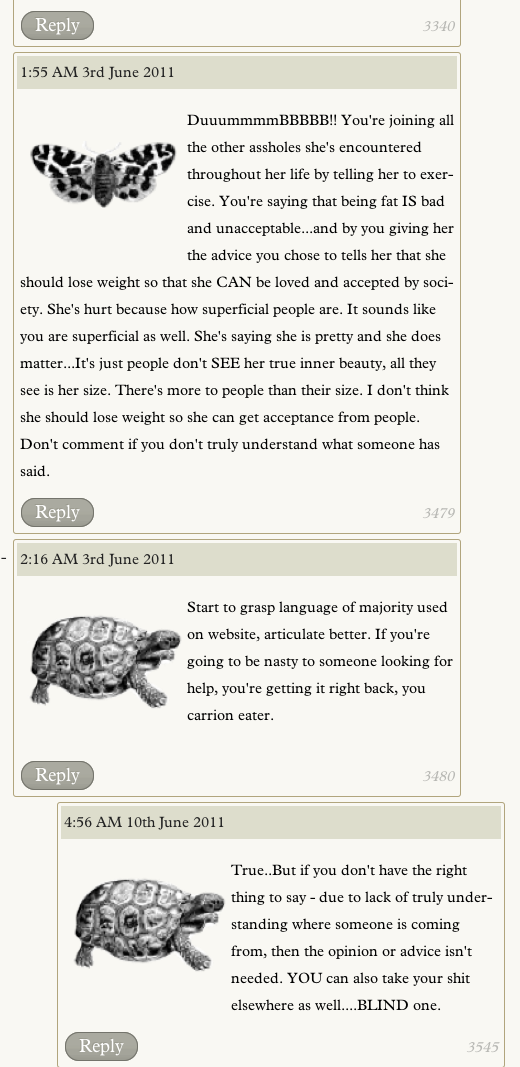 Reply
3340
1:55 AM 3rd June 2011
DuuummmmBBBBB!! You're joining all
the other assholes she's encountered
throughout her life by telling her to exer-
cise. You're saying that being fat IS bad
and unacceptable...and by you giving her
the advice you chose to tells her that she
should lose weight so that she CAN be loved and accepted by soci-
ety. She's hurt because how superficial people are. It sounds like
you are superficial as well. She's saying she is pretty and she does
matter...It's just people don't SEE her true inner beauty, all they
see is her size. There's more to people than their size. I don't think
she should lose weight so she can get acceptance from people.
Don't comment if you don't truly understand what someone has
said.
Reply
3479
-
2:16 AM 3rd June 2011
Start to grasp language of majority used
on website, articulate better. If you're
going to be nasty to someone looking for
help, you're getting it right back, you
carrion eater.
Reply
3480
4:56 AM 10th June 2011
True..But if you don't have the right
thing to say - due to lack of truly under-
standing where someone is coming
from, then the opinion or advice isn't
needed. YOU can also take your shit
elsewhere as well....BLIND one.
Reply
3545